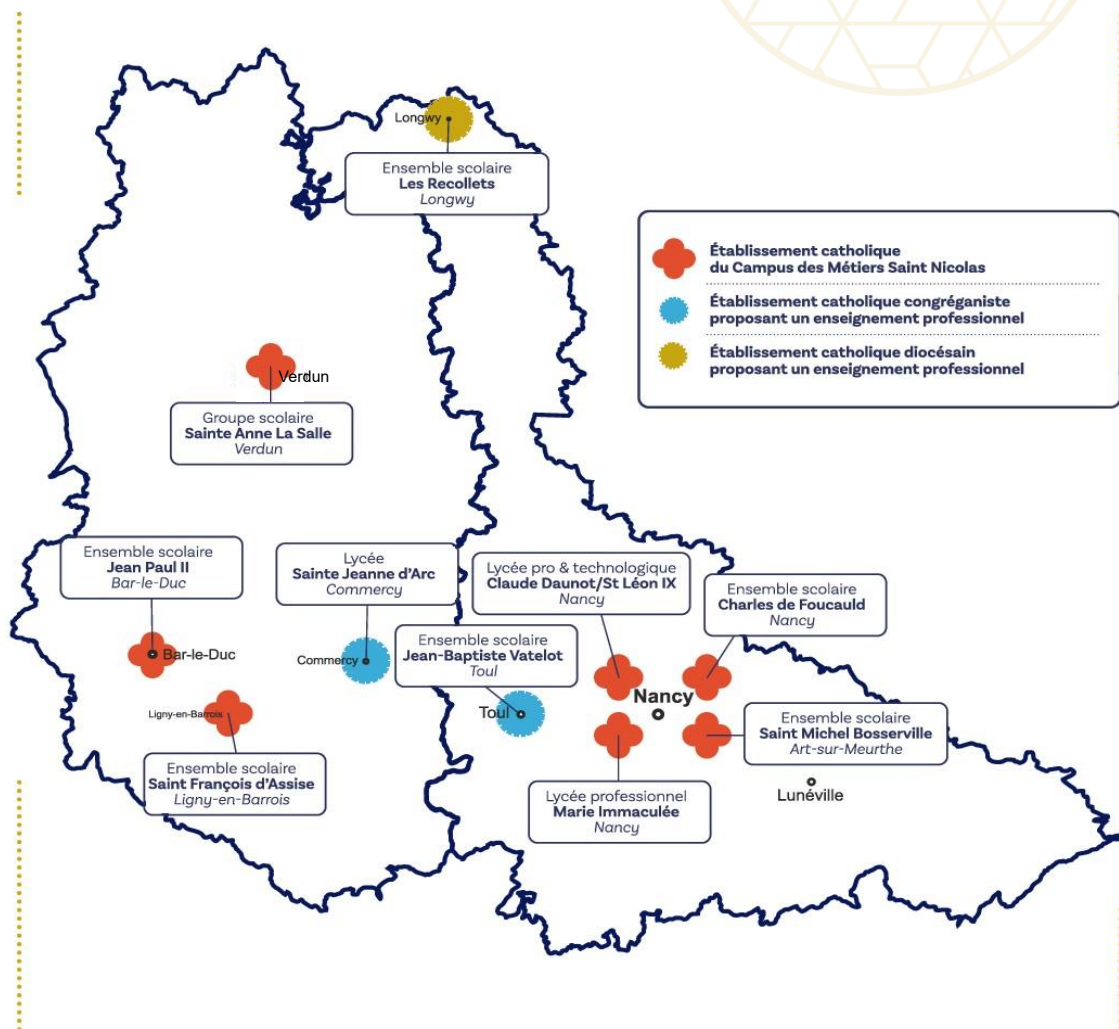 Longwy
Ensemble scolaire
Les Recollets
Longwy
Établissement catholique
du Campus des Métiers Saint Nicolas
Établissement catholique congréganiste
proposant un enseignement professionnel
Établissement catholique diocésain
proposant un enseignement professionnel
Verdun
Groupe scolaire
Sainte Anne La Salle
Verdun
Ensemble scolaire
Jean Paul II
Bar-le-Duc
Lycée
Sainte Jeanne d'Arc
Commercy
Lycée pro & technologique
Claude Daunot/St Léon IX
Nancy
Ensemble scolaire
Charles de Foucauld
Nancy
Ensemble scolaire
Jean-Baptiste Vatelot
Toul
Bar-le-Duc
Commercy
Ligny-en-Barrois
Toul
Nancy
Ensemble scolaire
Saint Michel Bosserville
Art-sur-Meurthe
Ensemble scolaire
Saint François d'Assise
Ligny-en-Barrois
Lycée professionnel
Marie Immaculée
Nancy
Lunéville